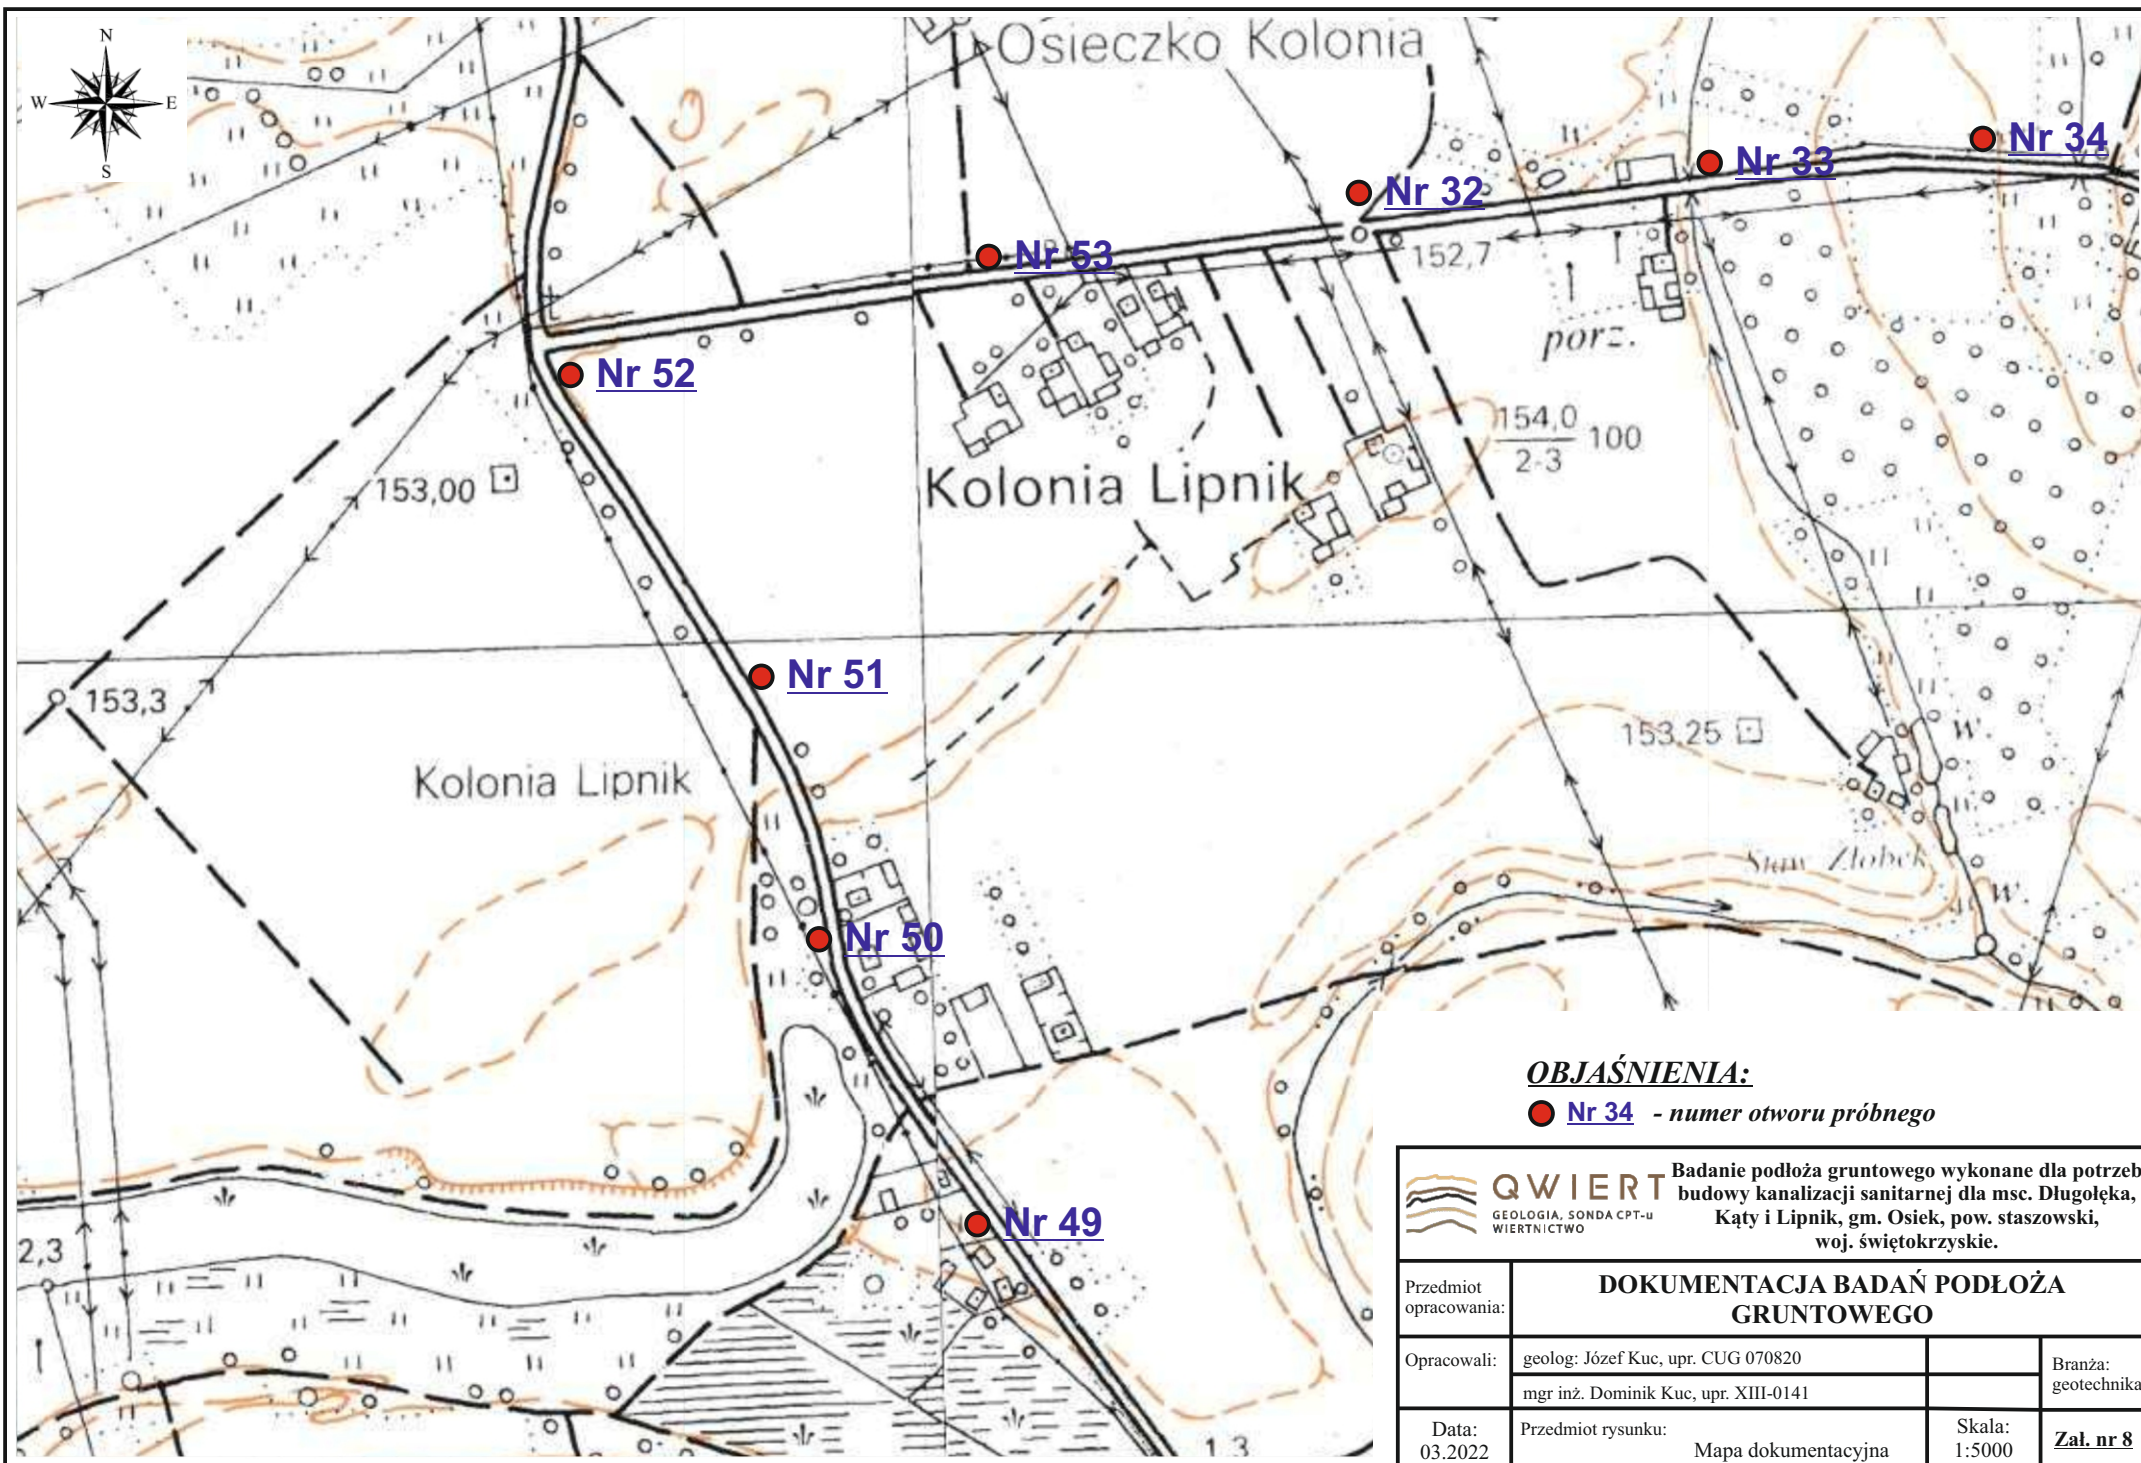 N
W E
S
Osieczko Kolonia
Nr 34
Nr 33
W.
Nr 32
Nr 53
152,7
porz.
Nr 52
154,0
2-3
100
153,00
Kolonia Lipnik
Nr 51
153,3
153,25
W.
Kolonia Lipnik
Staw Żłobek
W.
Nr 50
Nr 49
2,3
1,3
OBJAŚNIENIA:
Nr 34 - numer otworu próbnego
QWIERT
GEOLOGIA, SONDA CPT-u
WIERTNICTWO
Badanie podłoża gruntowego wykonane dla potrzeb
budowy kanalizacji sanitarnej dla msc. Długołęka,
Kąty i Lipnik, gm. Osiek, pow. staszowski,
woj. świętokrzyskie.
Przedmiot
opracowania:
DOKUMENTACJA BADAŃ PODŁOŻA
GRUNTOWEGO
Opracowali:
geolog: Józef Kuc, upr. CUG 070820
mgr inż. Dominik Kuc, upr. XIII-0141
Branża:
geotechnika
Data:
03.2022
Przedmiot rysunku:
Mapa dokumentacyjna
Skala:
1:5000
Zał. nr 8